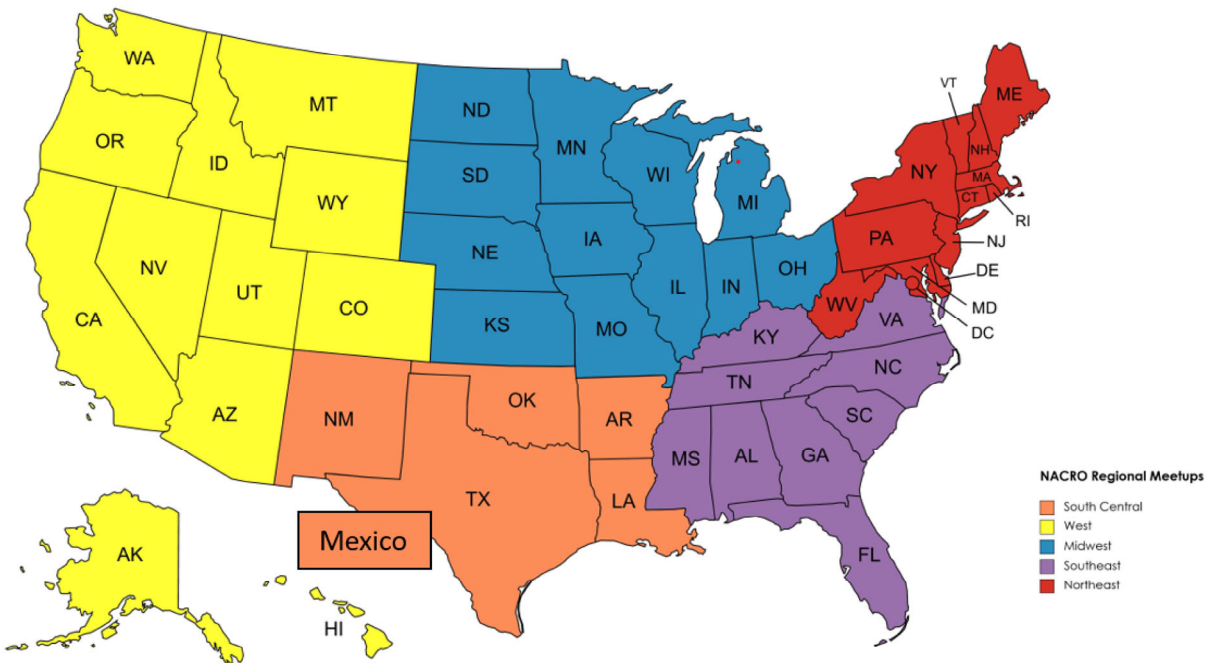 WA
OR
ID
MT
WY
NV
UT
CO
CA
AZ
NM
ND
SD
NE
KS
MN
IA
MO
WI
IL
IN
MI
OH
OK
AR
TX
LA
Mexico
KY
TN
MS
AL
GA
FL
SC
NC
VA
WV
PA
NY
VT
NH
ME
MA
CT
RI
NJ
DE
MD
DC
AK
HI
NACRO Regional Meetups
South Central
West
Midwest
Southeast
Northeast